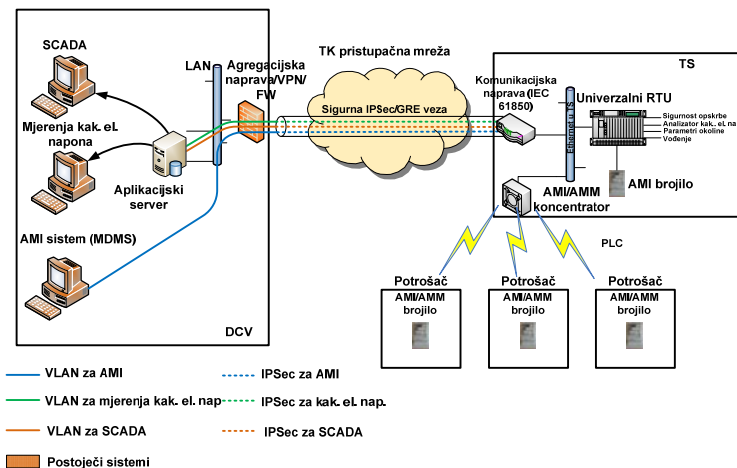 SCADA
Mjerenja kak. el.
napona
AMI sistem (MDMS)
Aplikacijski
server
LAN
Agregacijska
naprava/VPN/
FW
DCV
TK pristupačna mreža
Sigurna IPSec/GRE veza
TS
Komunikacijska
naprava (IEC
61850)
Ethernet u TS
Univerzalni RTU
Sigurnost opskrbe
Analizator kak.. el. na
Parametri okoline
Vođenje
AMI brojilo
AMI/AMM
koncentrator
PLC
Potrošač
AMI/AMM
brojilo
Potrošač
AMI/AMM
brojilo
Potrošač
AMI/AMM
brojilo
VLAN za AMI
IPSec za AMI
VLAN za mjerenja kak. el. nap
IPSec za kak. el. nap.
VLAN za SCADA
IPSec za SCADA
Postoječi sistemi